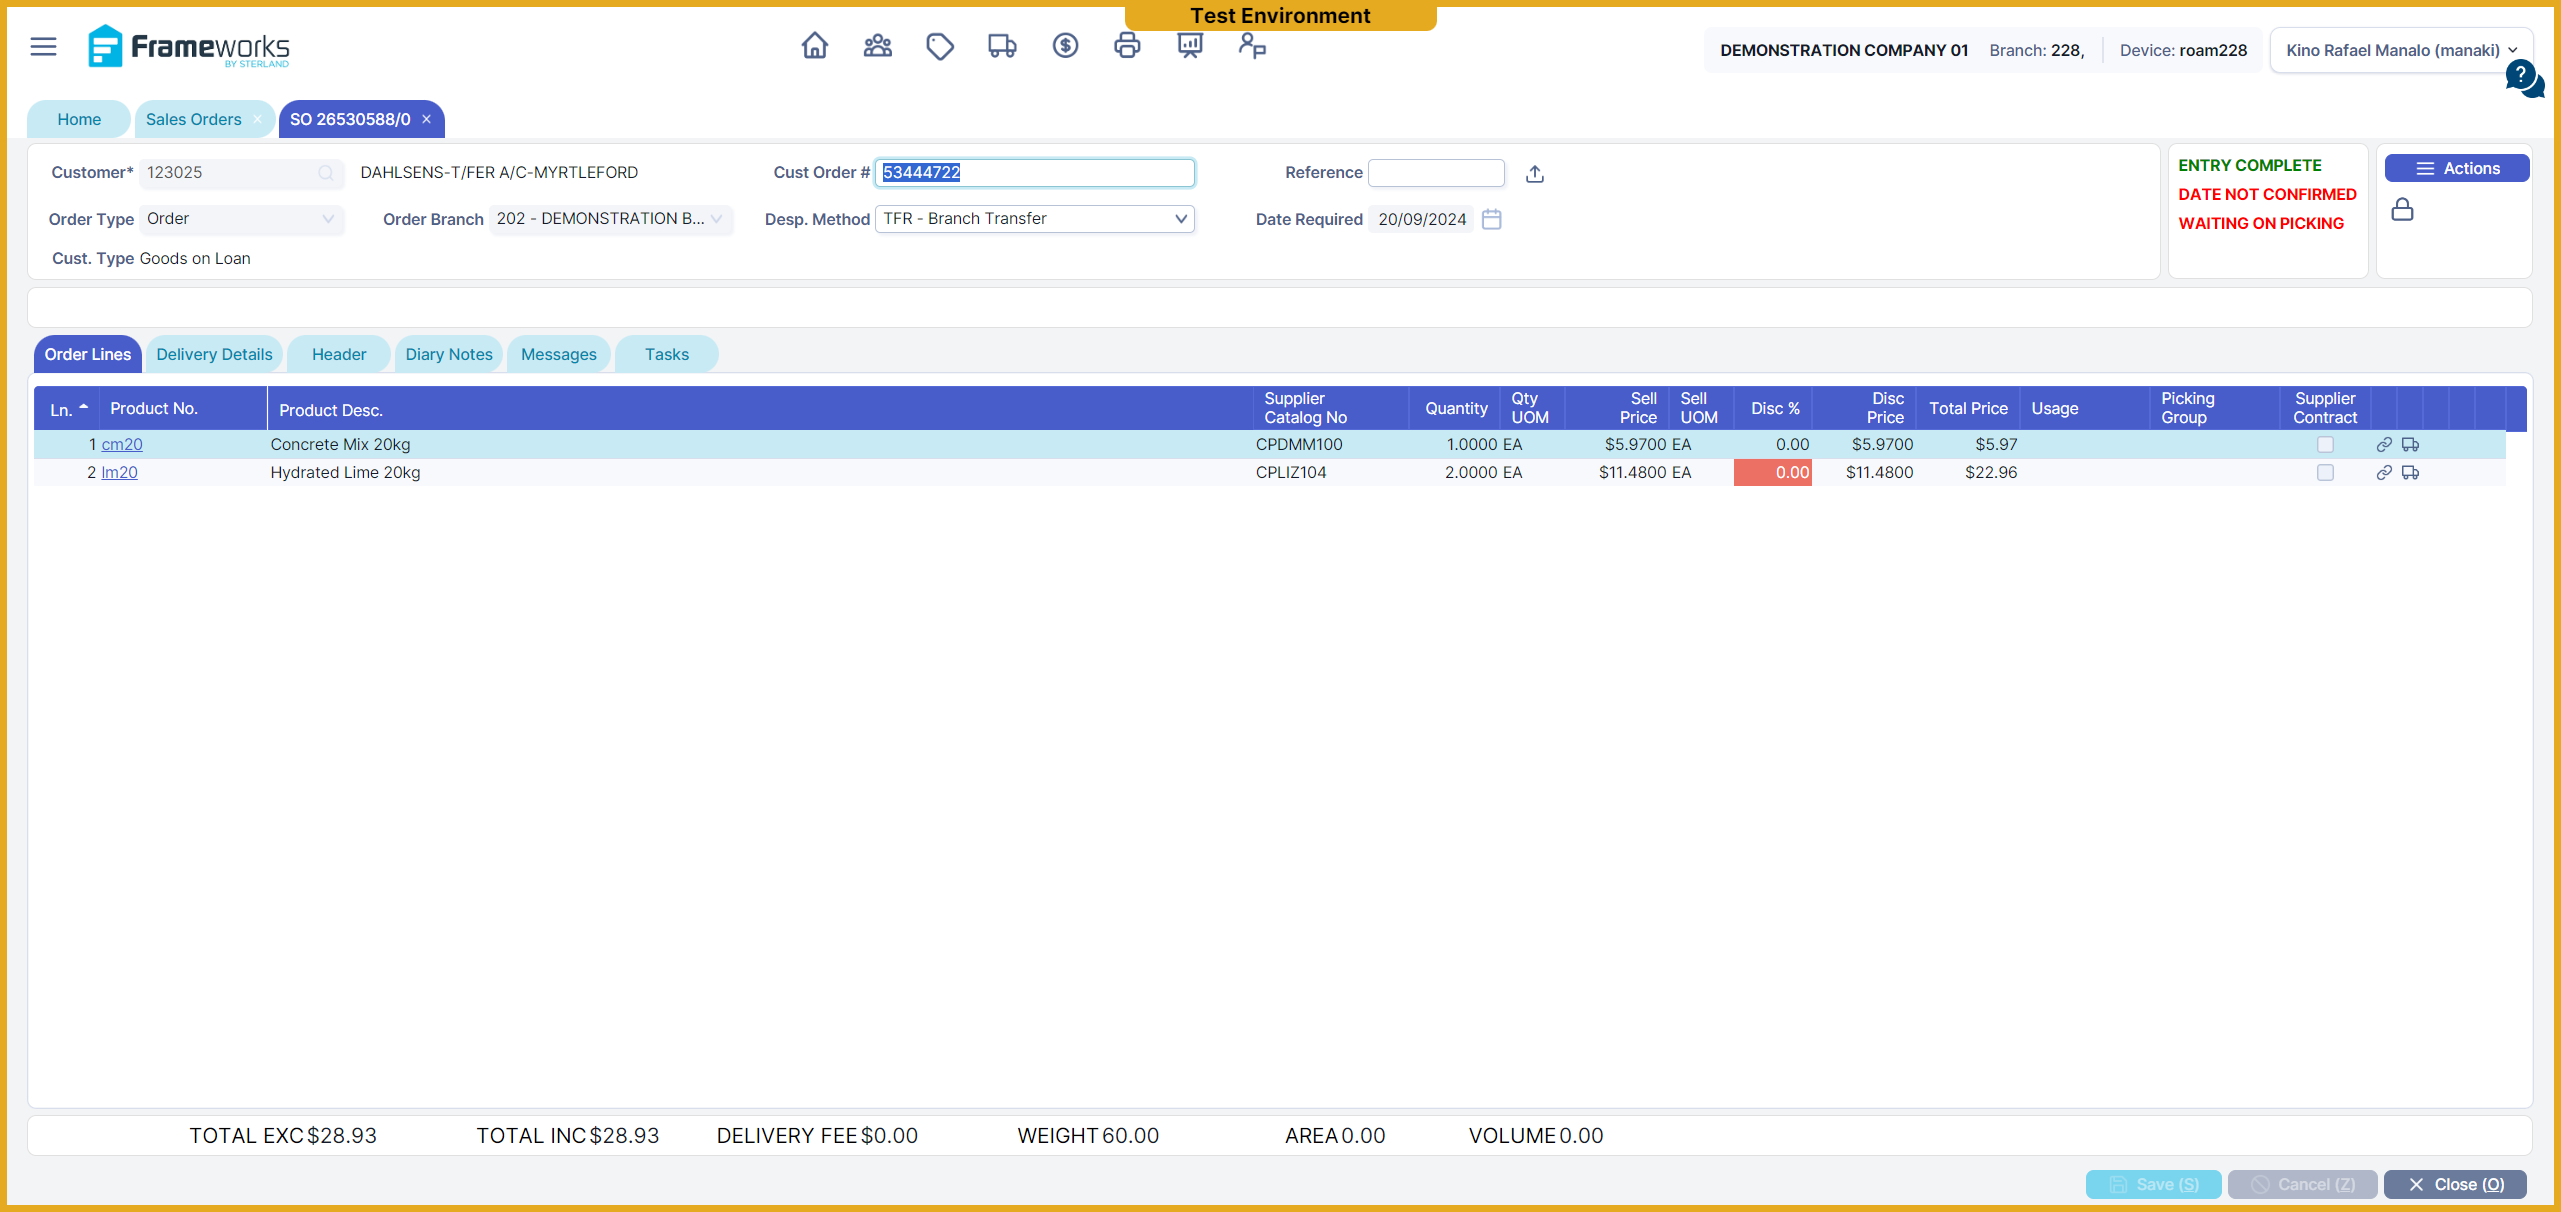 Test Environment
Frameworks
BY STERLAND
DEMONSTRATION COMPANY 01 Branch: 228, Device: roam228 Kino Rafael Manalo (manaki)
?
Home Sales Orders × SO 26530588/0 ×
Customer* 123025 DAHLSENS-T/FER A/C-MYRTLEFORD Cust Order # 53444722 Reference
Order Type Order Order Branch 202 - DEMONSTRATION B... Desp. Method TFR - Branch Transfer Date Required 20/09/2024
Cust. Type Goods on Loan
ENTRY COMPLETE
DATE NOT CONFIRMED
WAITING ON PICKING
Actions
Order Lines Delivery Details Header Diary Notes Messages Tasks
Ln. Product No. Product Desc. Supplier Catalog No Quantity Qty UOM Sell Price Sell UOM Disc % Disc Price Total Price Usage Picking Group Supplier Contract
1 cm20 Concrete Mix 20kg CPDMM100 1.0000 EA $5.9700 EA 0.00 $5.9700 $5.97
2 lm20 Hydrated Lime 20kg CPLIZ104 2.0000 EA $11.4800 EA 0.00 $11.4800 $22.96
TOTAL EXC $28.93 TOTAL INC $28.93 DELIVERY FEE $0.00 WEIGHT 60.00 AREA 0.00 VOLUME 0.00
Save (S) Cancel (Z) Close (O)